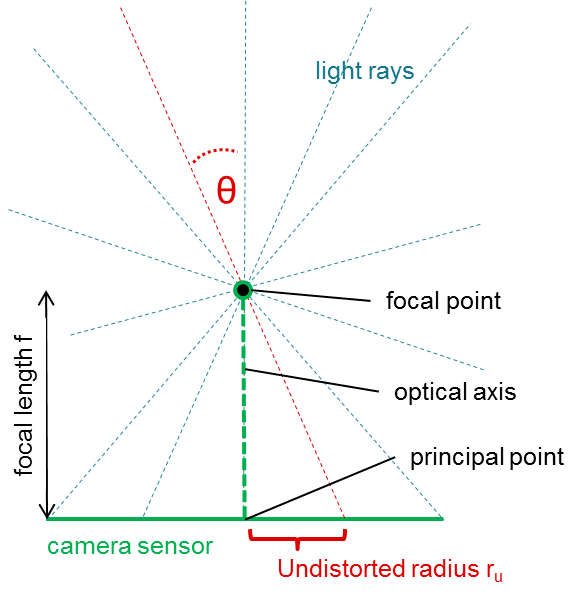 light rays
θ
focal point
focal length f
optical axis
principal point
camera sensor
Undistorted radius ru